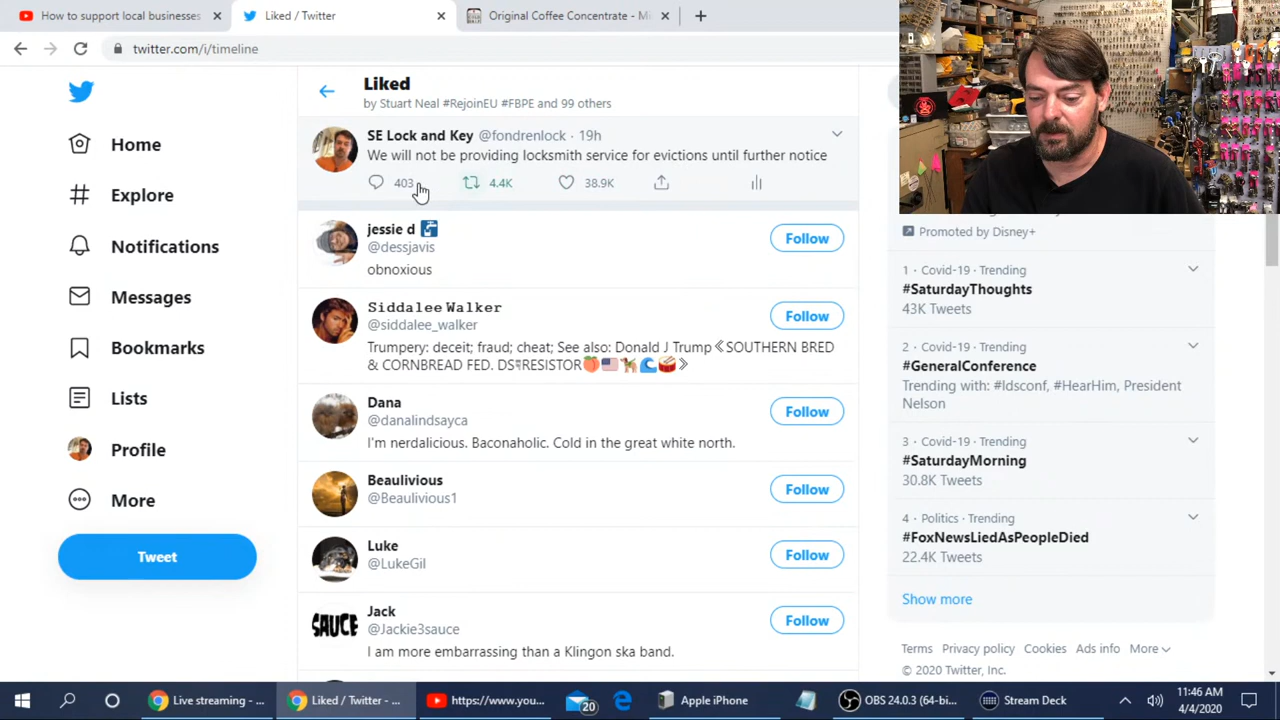 How to support local businesses
Liked / Twitter
Original Coffee Concentrate - Mi
twitter.com/i/timeline
Home
Explore
Notifications
Messages
Bookmarks
Lists
Profile
More
Tweet
Liked
by Stuart Neal #RejoinEU #FBPE and 99 others
SE Lock and Key @fondrenlock · 19h
We will not be providing locksmith service for evictions until further notice
403 4.4K 38.9K
jessie d
@dessjavis
Follow
obnoxious
Siddalee Walker
@siddalee_walker
Follow
Trumpery: deceit; fraud; cheat; See also: Donald J Trump《SOUTHERN BRED
& CORNBREAD FED. DS¶RESISTOR🍑🇺🇸🐕🌊🥁》
Dana
@danalindsayca
Follow
I'm nerdalicious. Baconaholic. Cold in the great white north.
Beaulivious
@Beaulivious1
Follow
Luke
@LukeGil
Follow
SAUCE
Jack
@Jackie3sauce
Follow
I am more embarrassing than a Klingon ska band.
Promoted by Disney+
1 · Covid-19 · Trending
#SaturdayThoughts
43K Tweets
2 · Covid-19 · Trending
#GeneralConference
Trending with: #ldsconf, #HearHim, President
Nelson
3 · Covid-19 · Trending
#SaturdayMorning
30.8K Tweets
4 · Politics · Trending
#FoxNewsLiedAsPeopleDied
22.4K Tweets
Show more
Terms Privacy policy Cookies Ads info More
© 2020 Twitter, Inc.
Live streaming - ...
Liked / Twitter - ...
https://www.you...
20
Apple iPhone
OBS 24.0.3 (64-bi...
Stream Deck
11:46 AM
4/4/2020